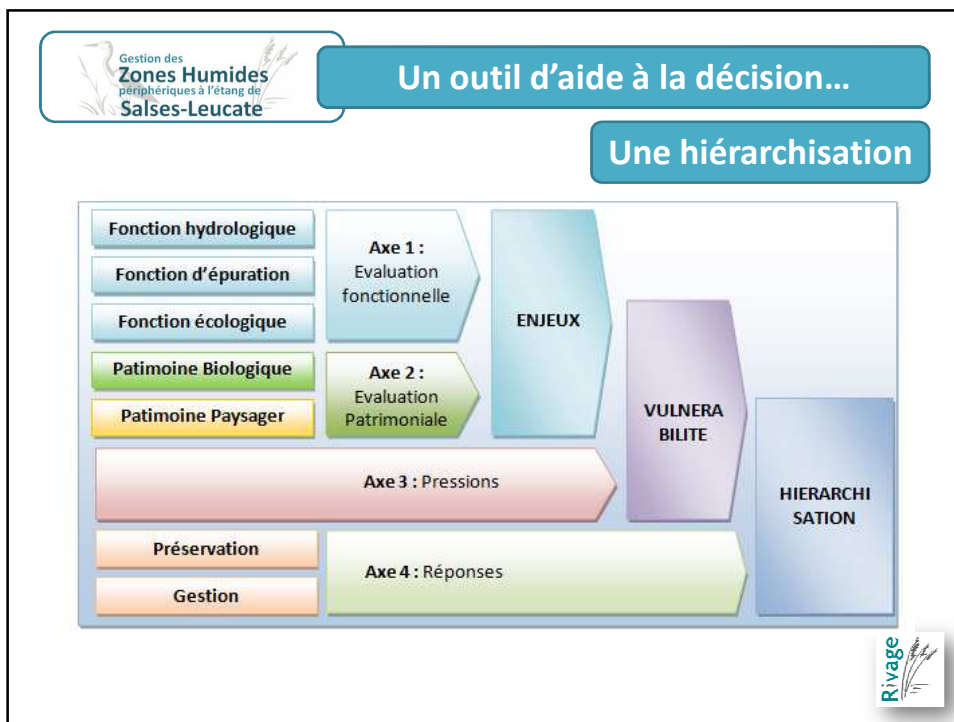 Gestion des
Zones Humides
périphériques à l'étang de
Salses-Leucate
Un outil d'aide à la décision...
Une hiérarchisation
Fonction hydrologique
Fonction d'épuration
Fonction écologique
Patimoine Biologique
Patimoine Paysager
Axe 1 :
Evaluation
fonctionnelle
Axe 2 :
Evaluation
Patrimoniale
ENJEUX
Axe 3 : Pressions
VULNERA
BILITE
Préservation
Gestion
Axe 4 : Réponses
HIERARCHI
SATION
Rivage